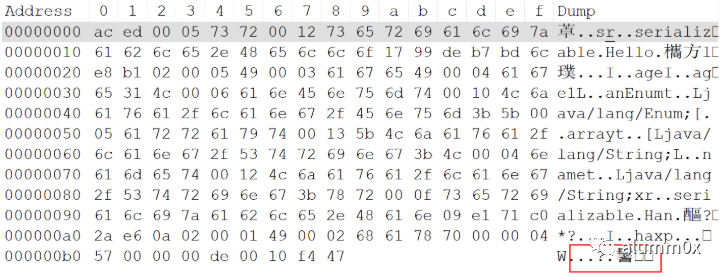 Address 0 1 2 3 4 5 6 7 8 9 a b c d e f Dump
00000000 ac ed 00 05 73 72 00 12 73 65 72 69 61 6c 69 7a 茟..sr..serializ
00000010 61 62 6c 65 2e 48 65 6c 6c 6f 17 99 de b7 bd 6c able.Hello.欈方l
00000020 e8 b1 02 00 05 49 00 03 61 67 65 49 00 04 61 67 璞...I..ageI..ag
00000030 65 31 4c 00 06 61 6e 45 6e 75 6d 74 00 10 4c 6a e1L..anEnumt..Lj
00000040 61 76 61 2f 6c 61 6e 67 2f 45 6e 75 6d 3b 5b 00 ava/lang/Enum;[.
00000050 05 61 72 72 61 79 74 00 13 5b 4c 6a 61 76 61 2f .arrayt..[Ljava/
00000060 6c 61 6e 67 2f 53 74 72 69 6e 67 3b 4c 00 04 6e lang/String;L..n
00000070 61 6d 65 74 00 12 4c 6a 61 76 61 2f 6c 61 6e 67 amet..Ljava/lang
00000080 2f 53 74 72 69 6e 67 3b 78 72 00 0f 73 65 72 69 /String;xr..seri
00000090 61 6c 69 7a 61 62 6c 65 2e 48 61 6e 09 e1 71 c0 alizable.Han.醧?
000000a0 2a e6 0a 02 00 01 49 00 02 68 61 78 70 00 00 04 *?...I..haxp...
000000b0 57 00 00 00 de 00 10 f4 47 W...?.
atumm0x